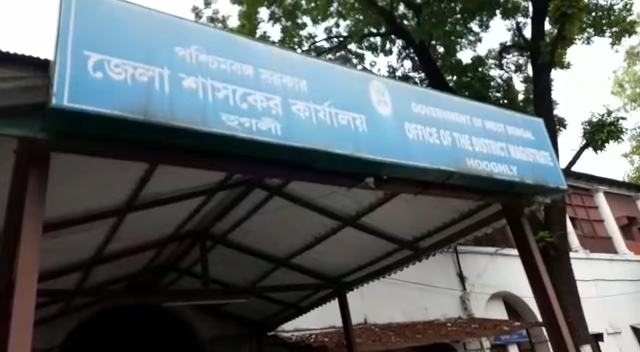 পশ্চিমবঙ্গ সরকার
জেলা শাসকের কার্যালয়
হুগলী
GOVERNMENT OF WEST BENGAL
OFFICE OF THE DISTRICT MAGISTRATE
HOOGHLY